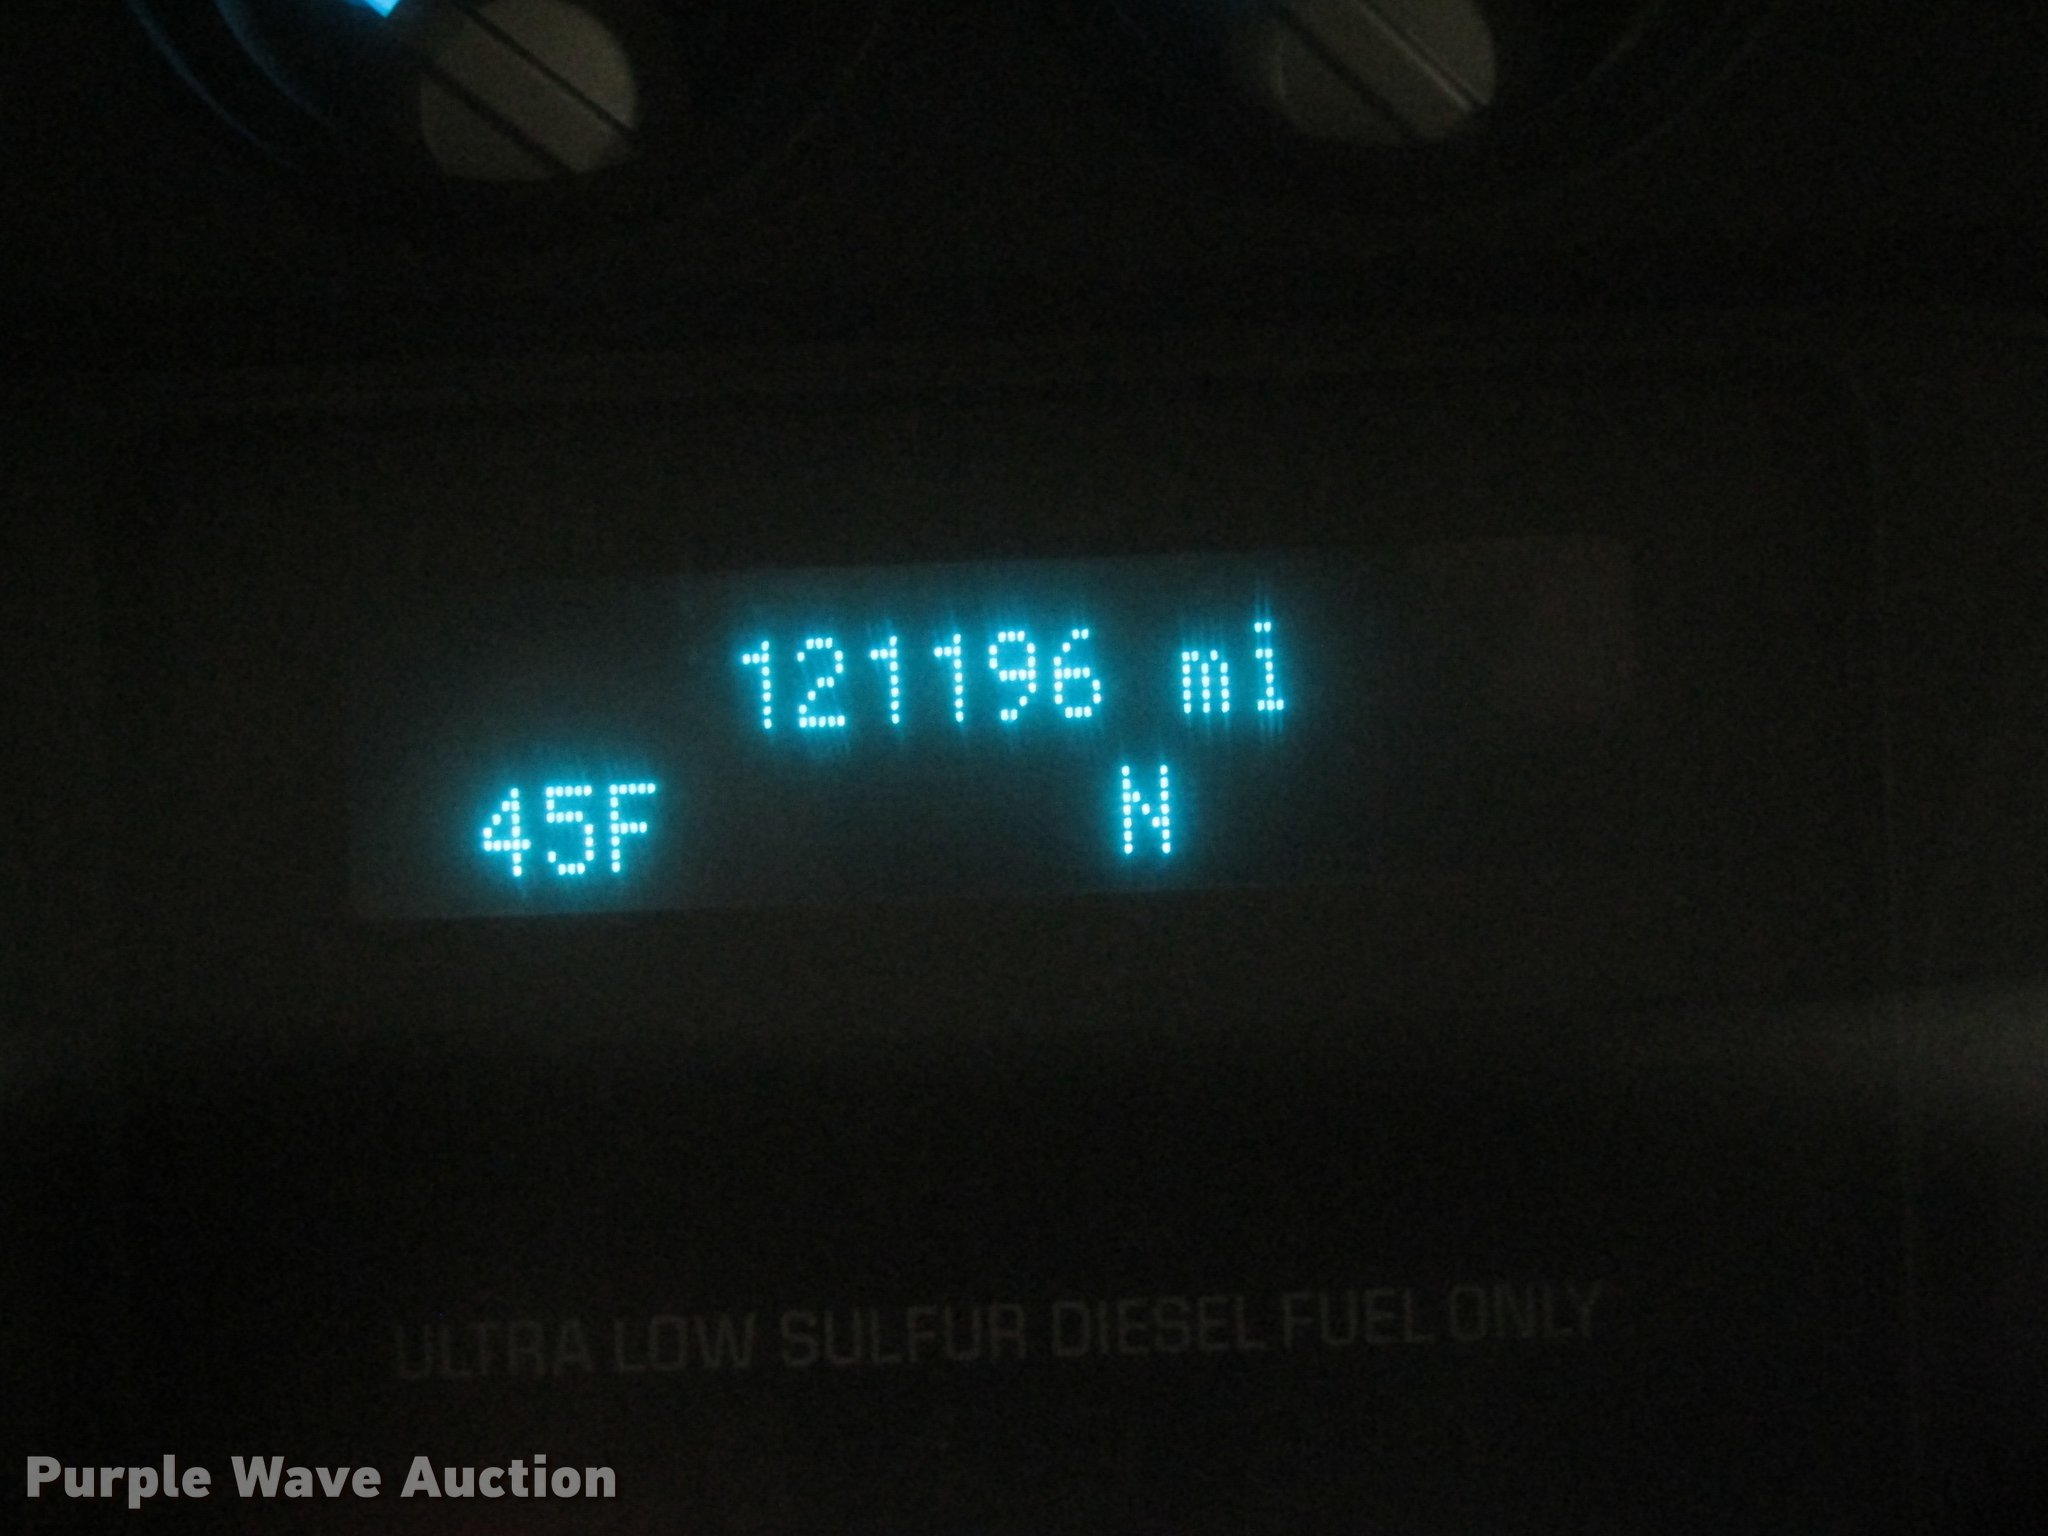 121196 mi
45F N
ULTRA LOW SULFUR DIESEL FUEL ONLY
Purple Wave Auction